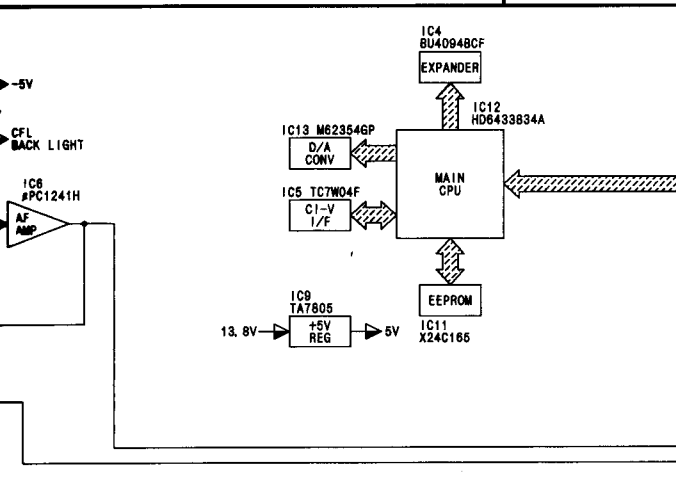 IC4
BU4094BCF
EXPANDER
-5V
CFL
BACK LIGHT
IC12
HD6433834A
IC13 M62354GP
D/A
CONV
MAIN
CPU
IC6
μPC1241H
AF
AMP
IC5 TC7W04F
CI-V
I/F
IC9
TA7805
13.8V
+5V
REG
5V
EEPROM
IC11
X24C165